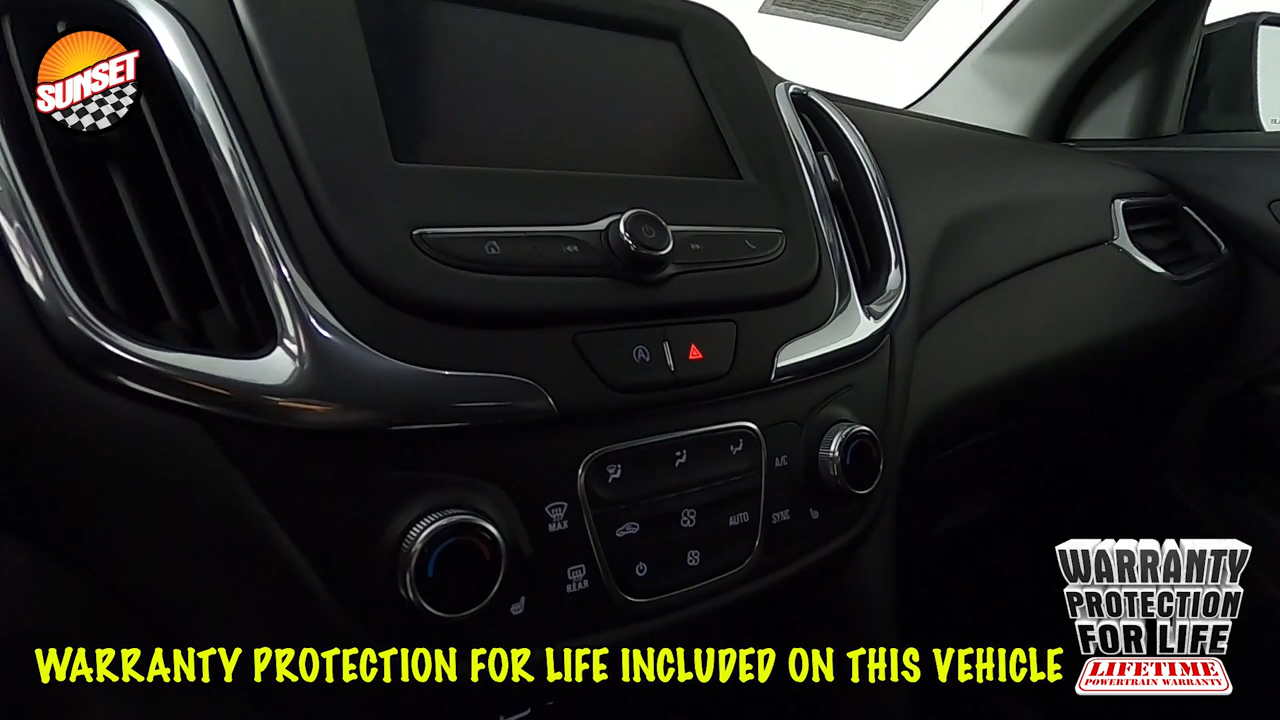 SUNSET
MAX
REAR
AUTO
A/C
SYNC
WARRANTY
PROTECTION
FOR LIFE
LIFETIME
POWERTRAIN WARRANTY
WARRANTY PROTECTION FOR LIFE INCLUDED ON THIS VEHICLE